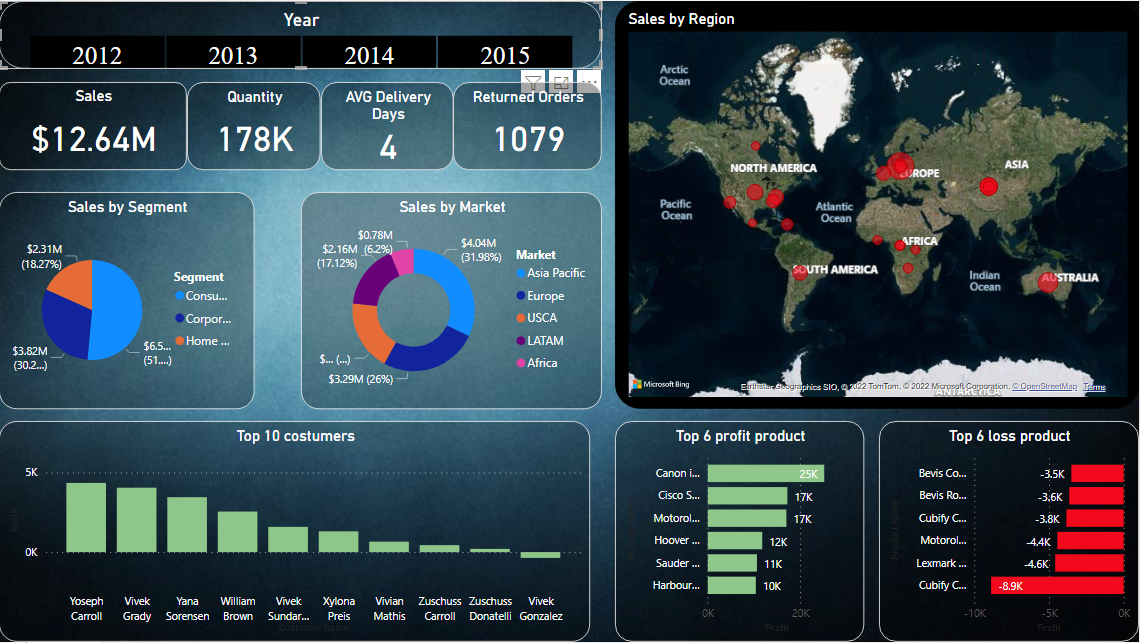 Year
2012 2013 2014 2015
Sales
$12.64M
Quantity
178K
AVG Delivery
Days
4
Returned Orders
1079
Sales by Region
Arctic
Ocean
NORTH AMERICA
EUROPE
ASIA
Pacific
Ocean
Atlantic
Ocean
AFRICA
SOUTH AMERICA
Indian
Ocean
AUSTRALIA
ANTARCTICA
Microsoft Bing
Earthstar Geographics SIO, © 2022 TomTom, © 2022 Microsoft Corporation, © OpenStreetMap Terms
Sales by Segment
$2.31M
(18.27%)
$3.82M
(30.2...)
$6.5...
(51....)
Segment
Consu...
Corpor...
Home ...
Sales by Market
$0.78M
(6.2%)
$2.16M
(17.12%)
$4.04M
(31.98%)
$... (...)
$3.29M (26%)
Market
Asia Pacific
Europe
USCA
LATAM
Africa
Top 10 costumers
5K
0K
Yoseph
Carroll
Vivek
Grady
Yana
Sorensen
William
Brown
Vivek
Sundar...
Xylona
Preis
Vivian
Mathis
Zuschuss
Carroll
Zuschuss
Donatelli
Vivek
Gonzalez
Customer Name
Profit
Top 6 profit product
Canon i... 25K
Cisco S... 17K
Motorol... 17K
Hoover ... 12K
Sauder ... 11K
Harbour... 10K
0K 20K
Profit
Top 6 loss product
Bevis Co... -3.5K
Bevis Ro... -3.6K
Cubify C... -3.8K
Motorol... -4.4K
Lexmark ... -4.6K
Cubify C... -8.9K
-10K -5K 0K
Profit
Product Name